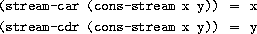 (stream-car (cons-stream x y)) = x
(stream-cdr (cons-stream x y)) = y